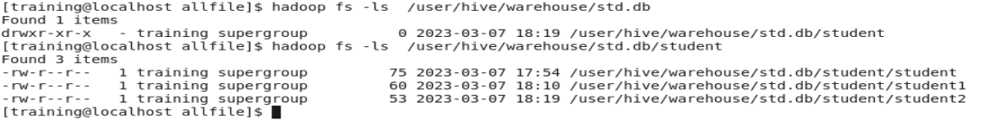 [training@localhost allfile]$ hadoop fs -ls  /user/hive/warehouse/std.db
Found 1 items
drwxr-xr-x   - training supergroup          0 2023-03-07 18:19 /user/hive/warehouse/std.db/student
[training@localhost allfile]$ hadoop fs -ls  /user/hive/warehouse/std.db/student
Found 3 items
-rw-r--r--   1 training supergroup         75 2023-03-07 17:54 /user/hive/warehouse/std.db/student/student
-rw-r--r--   1 training supergroup         60 2023-03-07 18:10 /user/hive/warehouse/std.db/student/student1
-rw-r--r--   1 training supergroup         53 2023-03-07 18:19 /user/hive/warehouse/std.db/student/student2
[training@localhost allfile]$